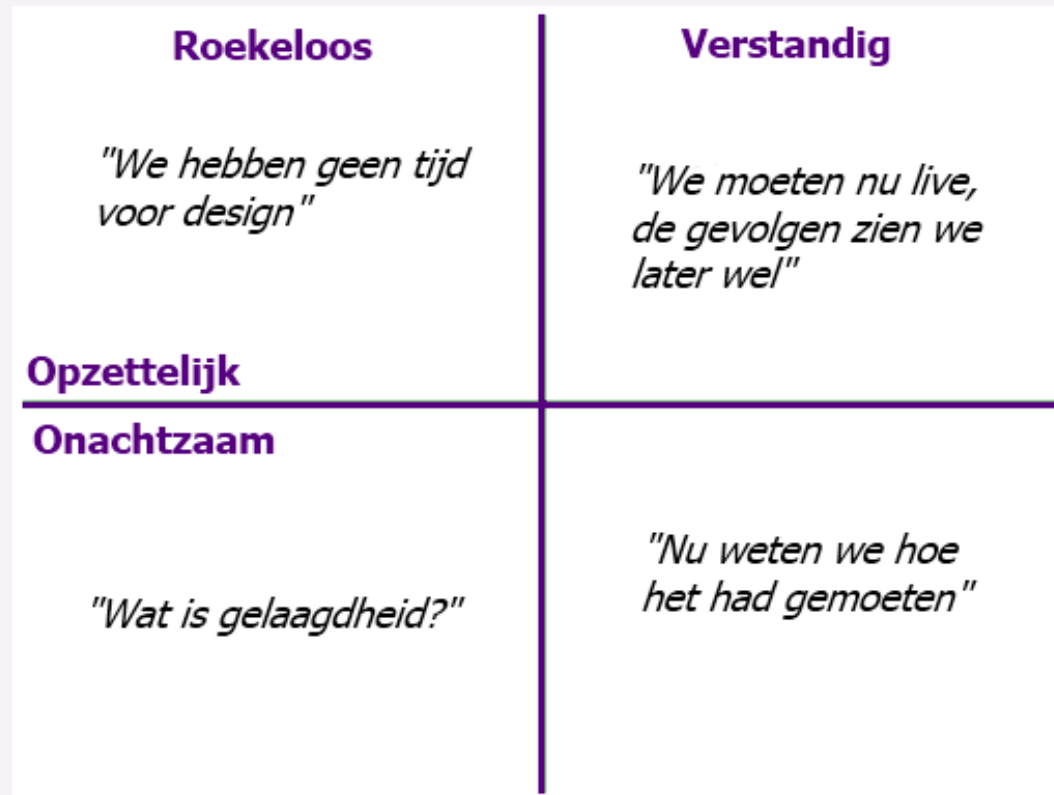 Roekeloos
Verstandig
"We hebben geen tijd
voor design"
"We moeten nu live,
de gevolgen zien we
later wel"
Opzettelijk
Onachtzaam
"Wat is gelaagdheid?"
"Nu weten we hoe
het had gemoeten"